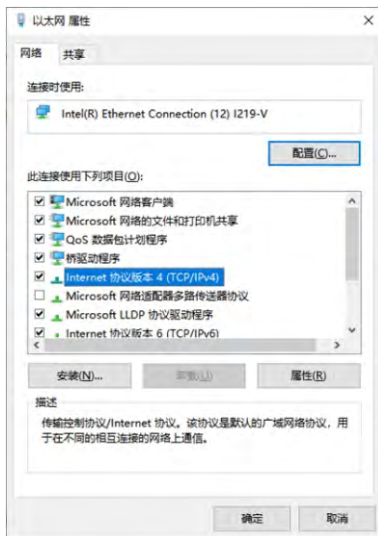 以太网 属性
网络 共享
连接时使用:
Intel(R) Ethernet Connection (12) I219-V
配置(C)...
此连接使用下列项目(O):
Microsoft 网络客户端
Microsoft 网络的文件和打印机共享
QoS 数据包计划程序
桥驱动程序
Internet 协议版本 4 (TCP/IPv4)
Microsoft 网络适配器多路传送器协议
Microsoft LLDP 协议驱动程序
Internet 协议版本 6 (TCP/IPv6)
安装(N)... 卸载(U) 属性(R)
描述
传输控制协议/Internet 协议。该协议是默认的广域网络协议，用
于在不同的相互连接的网络上通信。
确定 取消